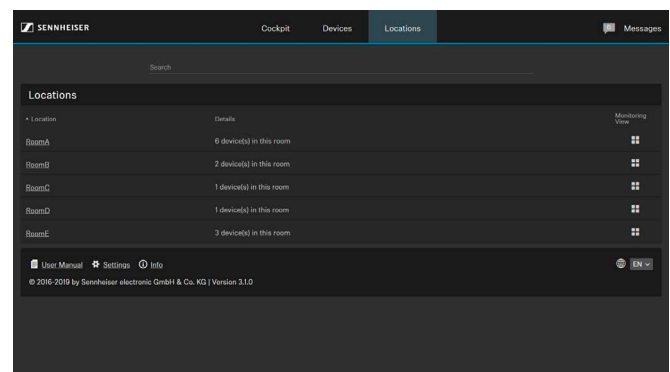 SENNHEISER
Cockpit
Devices
Locations
Messages
Search
Locations
Location
Details
Monitoring
View
RoomA
6 device(s) in this room
RoomB
2 device(s) in this room
RoomC
1 device(s) in this room
RoomD
1 device(s) in this room
RoomE
3 device(s) in this room
User Manual Settings Info
EN
© 2016-2019 by Sennheiser electronic GmbH & Co. KG | Version 3.1.0